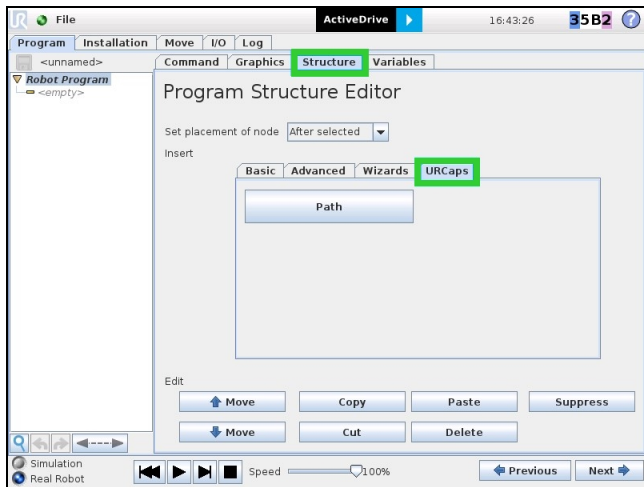 File ActiveDrive 16:43:26 35B2 ?
Program Installation Move I/O Log
<unnamed> Command Graphics Structure Variables
Robot Program
<empty>
Program Structure Editor
Set placement of node After selected
Insert
Basic Advanced Wizards URCaps
Path
Edit
Move Copy Paste Suppress
Move Cut Delete
Simulation
Real Robot
Speed 100% Previous Next